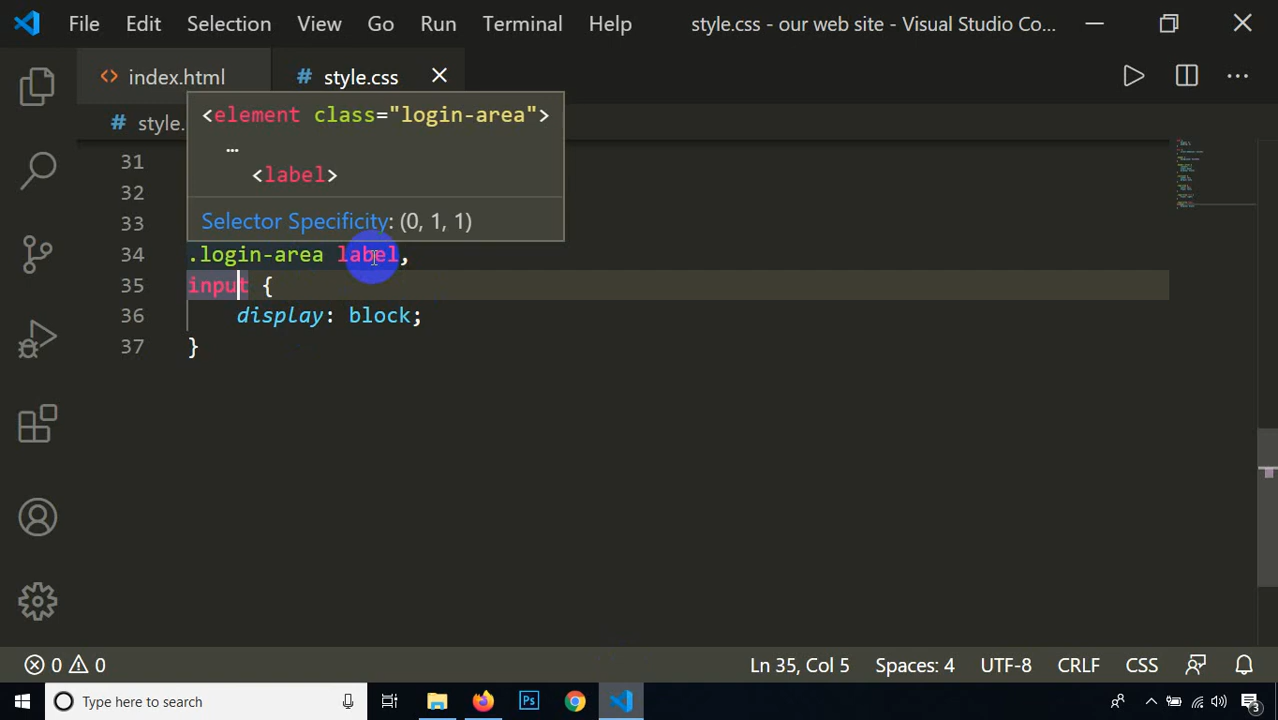 File Edit Selection View Go Run Terminal Help style.css - our web site - Visual Studio Co...
index.html # style.css
# style.
<element class="login-area">
…
<label>
Selector Specificity: (0, 1, 1)
31
32
33
34 .login-area label,
35 input {
36 display: block;
37 }
0 0 Ln 35, Col 5 Spaces: 4 UTF-8 CRLF CSS
Type here to search Ps 3